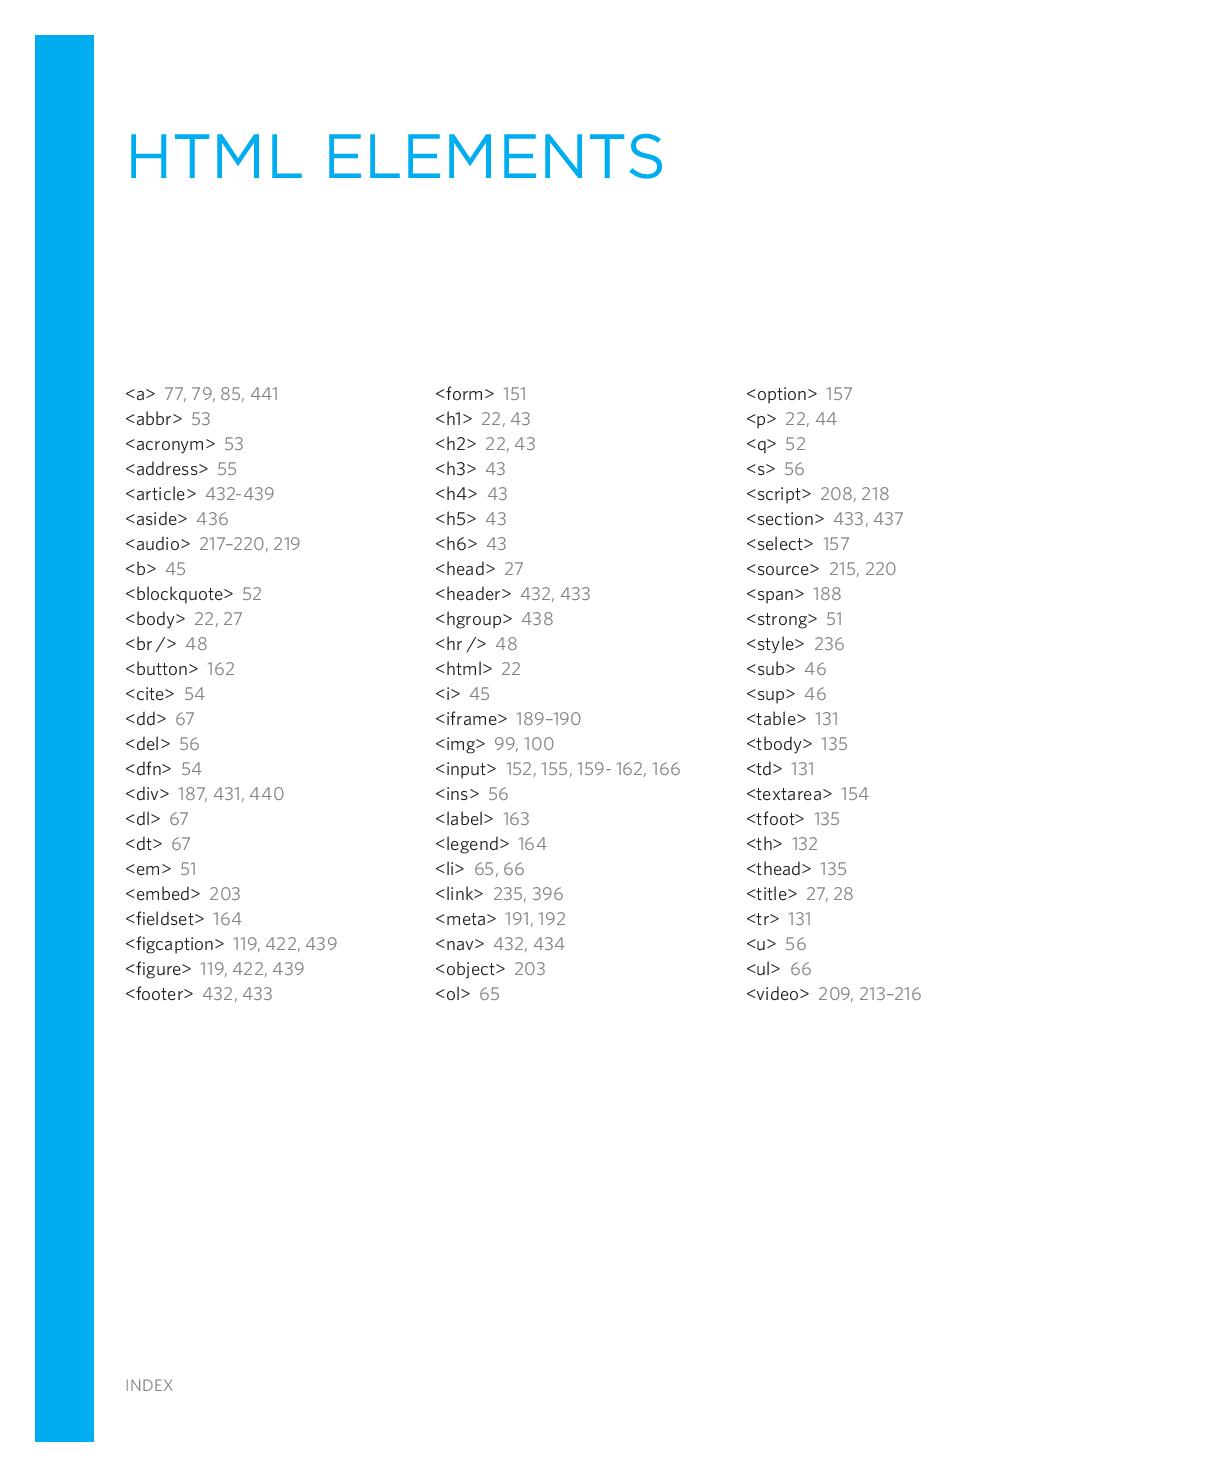 HTML ELEMENTS
<a> 77, 79, 85, 441
<abbr> 53
<acronym> 53
<address> 55
<article> 432-439
<aside> 436
<audio> 217–220, 219
<b> 45
<blockquote> 52
<body> 22, 27
<br /> 48
<button> 162
<cite> 54
<dd> 67
<del> 56
<dfn> 54
<div> 187, 431, 440
<dl> 67
<dt> 67
<em> 51
<embed> 203
<fieldset> 164
<figcaption> 119, 422, 439
<figure> 119, 422, 439
<footer> 432, 433
<form> 151
<h1> 22, 43
<h2> 22, 43
<h3> 43
<h4> 43
<h5> 43
<h6> 43
<head> 27
<header> 432, 433
<hgroup> 438
<hr /> 48
<html> 22
<i> 45
<iframe> 189–190
<img> 99, 100
<input> 152, 155, 159- 162, 166
<ins> 56
<label> 163
<legend> 164
<li> 65, 66
<link> 235, 396
<meta> 191, 192
<nav> 432, 434
<object> 203
<ol> 65
<option> 157
<p> 22, 44
<q> 52
<s> 56
<script> 208, 218
<section> 433, 437
<select> 157
<source> 215, 220
<span> 188
<strong> 51
<style> 236
<sub> 46
<sup> 46
<table> 131
<tbody> 135
<td> 131
<textarea> 154
<tfoot> 135
<th> 132
<thead> 135
<title> 27, 28
<tr> 131
<u> 56
<ul> 66
<video> 209, 213–216
INDEX